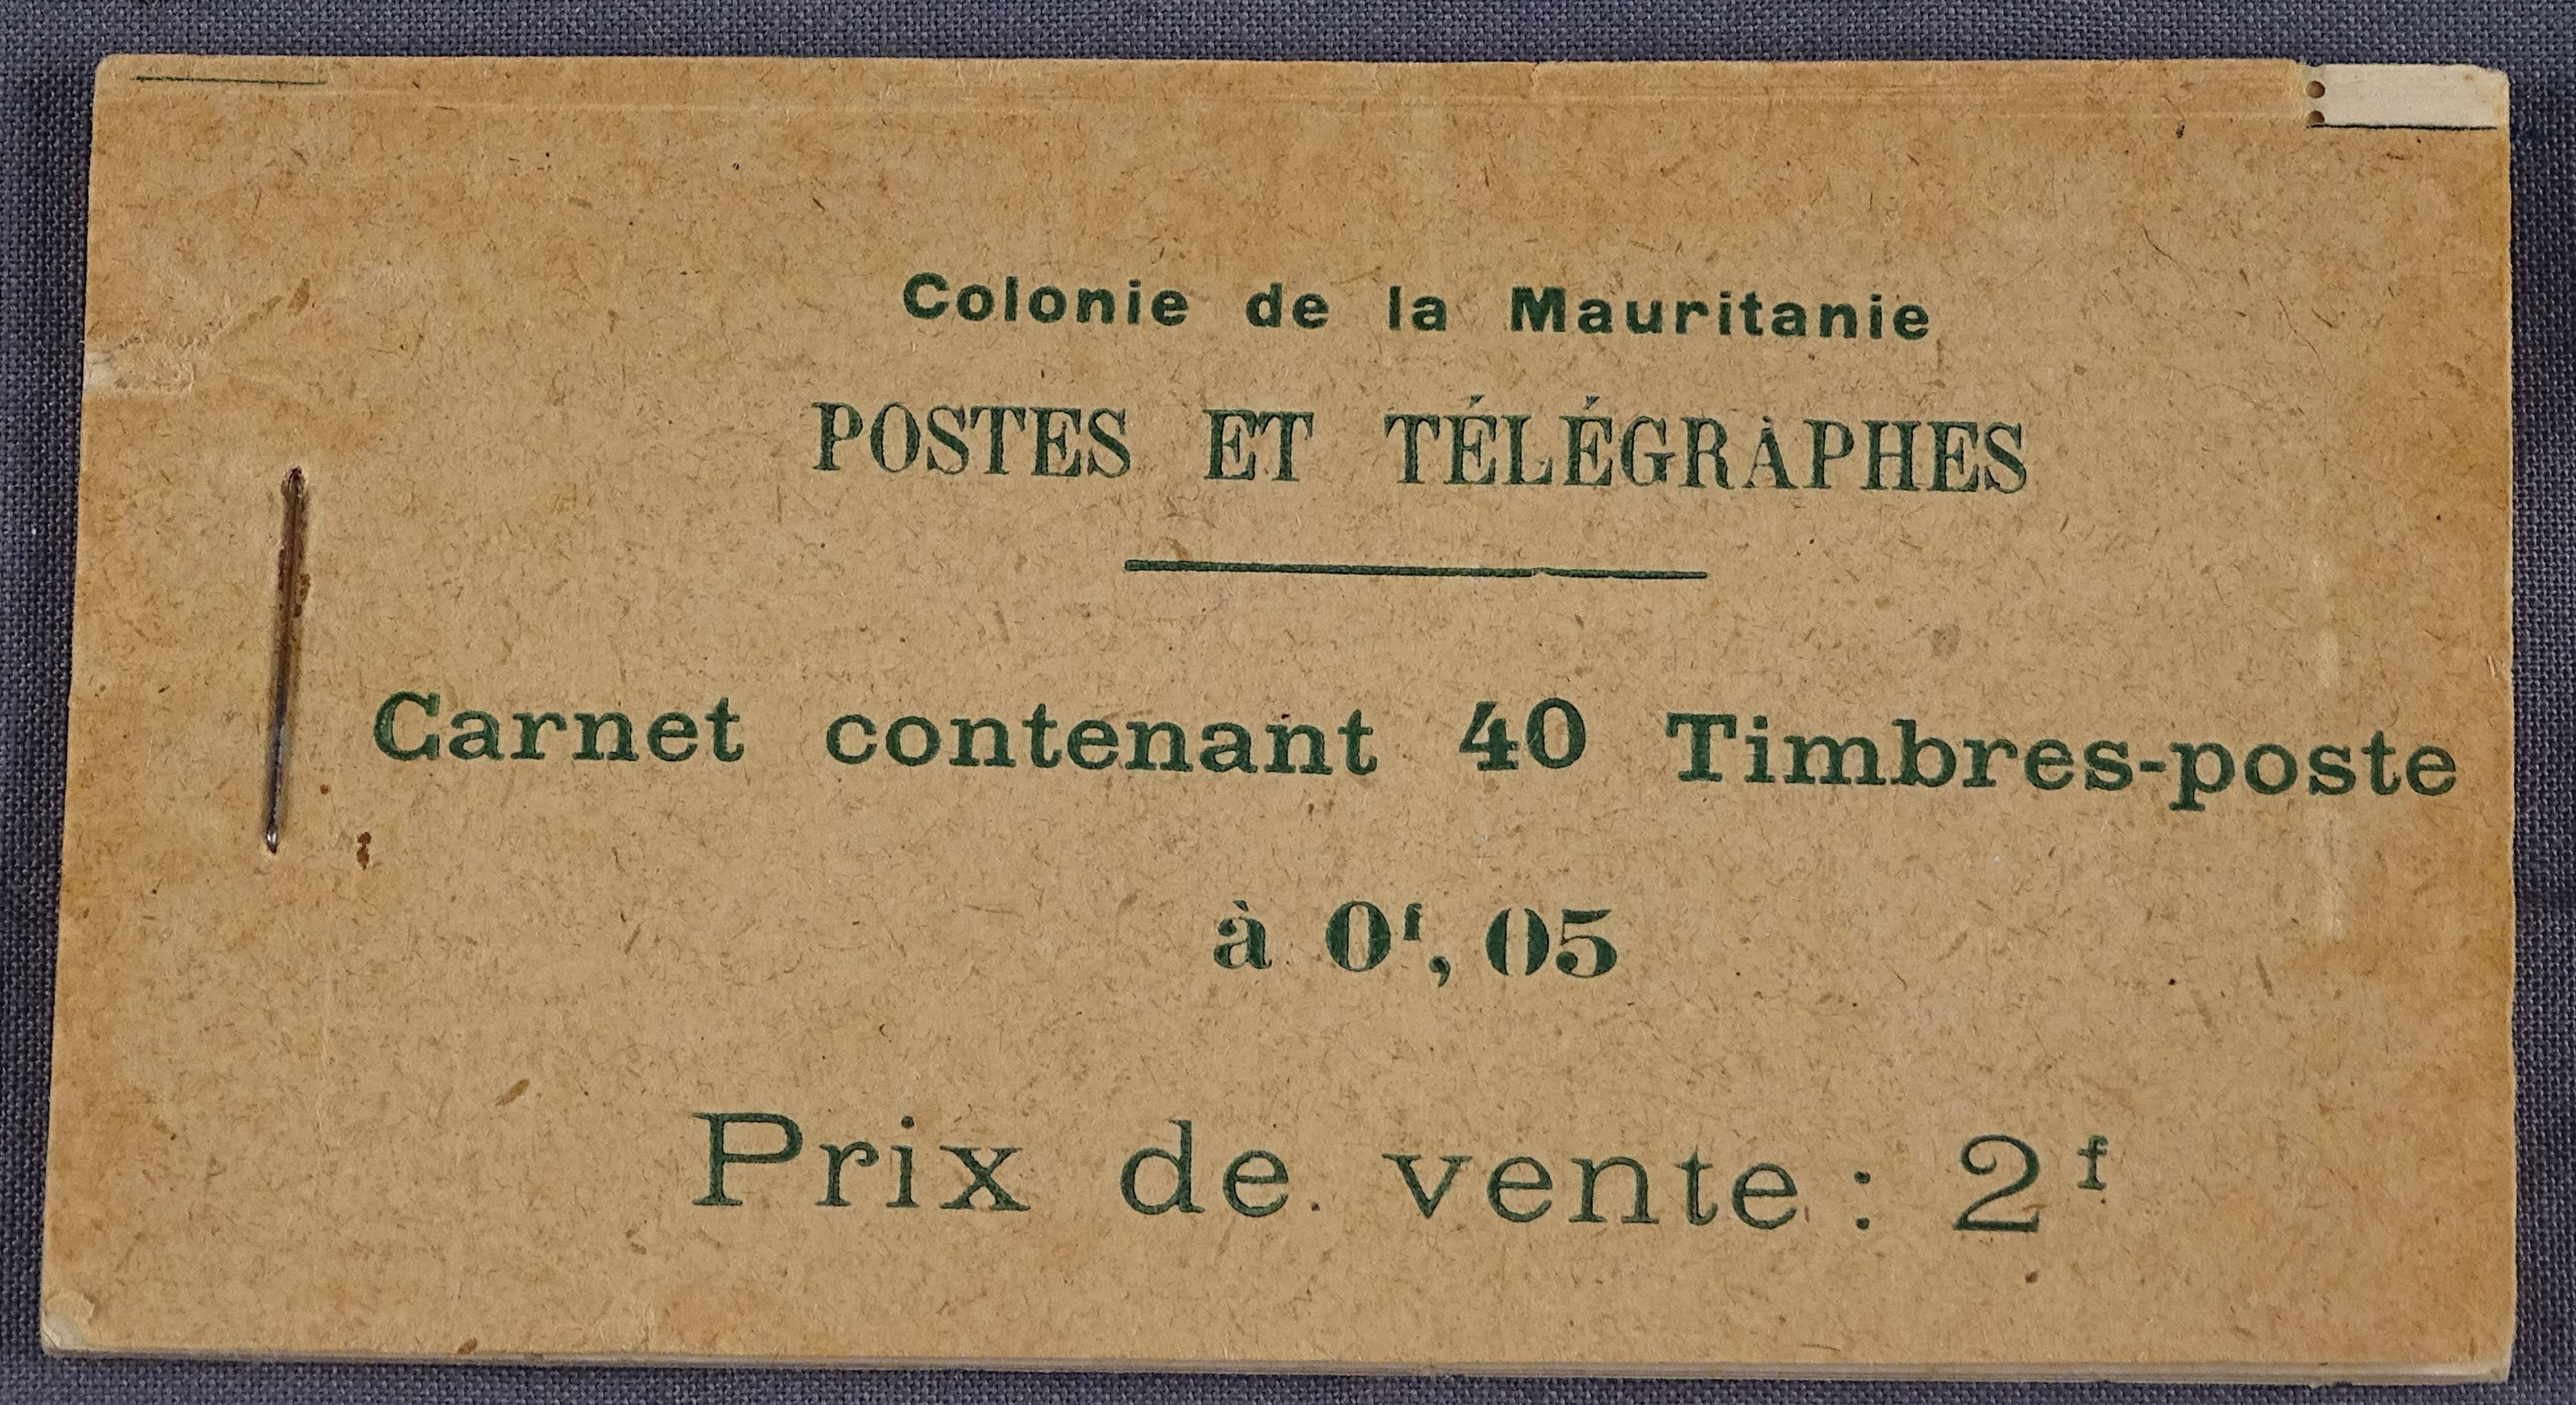 Colonie de la Mauritanie
POSTES ET TÉLÉGRAPHES
Carnet contenant 40 Timbres-poste
à 0ᶠ, 05
Prix de vente : 2ᶠ